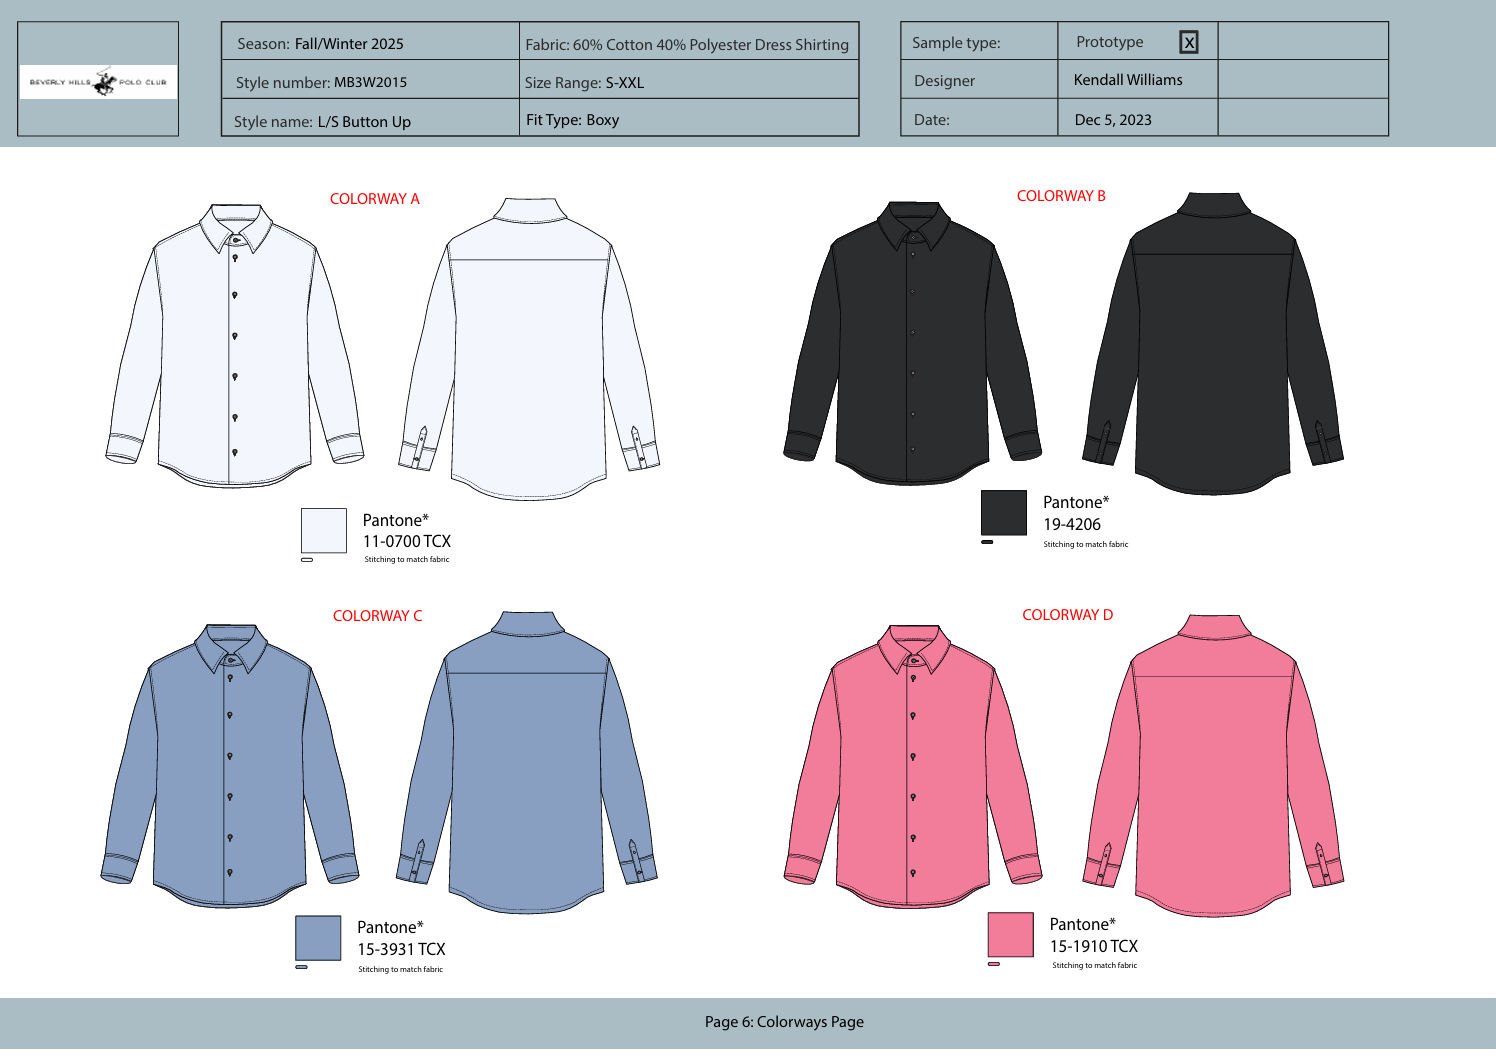 BEVERLY HILLS POLO CLUB
Season: Fall/Winter 2025
Fabric: 60% Cotton 40% Polyester Dress Shirting
Style number: MB3W2015
Size Range: S-XXL
Style name: L/S Button Up
Fit Type: Boxy
Sample type:
Prototype
X
Designer
Kendall Williams
Date:
Dec 5, 2023
COLORWAY A
Pantone*
11-0700 TCX
Stitching to match fabric
COLORWAY B
Pantone*
19-4206
Stitching to match fabric
COLORWAY C
Pantone*
15-3931 TCX
Stitching to match fabric
COLORWAY D
Pantone*
15-1910 TCX
Stitching to match fabric
Page 6: Colorways Page